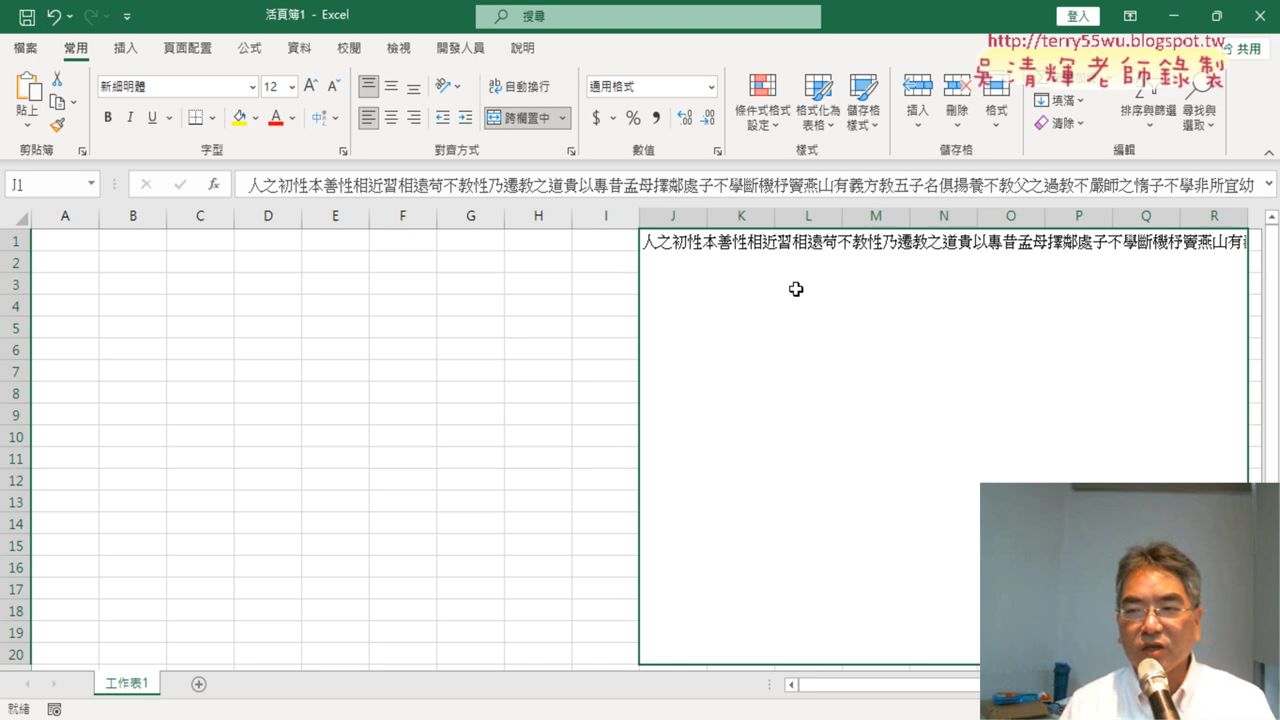 活頁簿1 - Excel
搜尋
登入
http://terry55wu.blogspot.tw
吳清輝老師錄製
檔案 常用 插入 頁面配置 公式 資料 校閱 檢視 開發人員 說明
共用
貼上
新細明體 12
自動換行
跨欄置中
通用格式
條件式格式設定
格式化為表格
儲存格樣式
插入 刪除 格式
填滿
清除
排序與篩選
尋找與選取
剪貼簿 字型 對齊方式 數值 樣式 儲存格 編輯
J1
人之初性本善性相近習相遠苟不教性乃遷教之道貴以專昔孟母擇鄰處子不學斷機杼竇燕山有義方教五子名俱揚養不教父之過教不嚴師之惰子不學非所宜幼
A B C D E F G H I J K L M N O P Q R
1 人之初性本善性相近習相遠苟不教性乃遷教之道貴以專昔孟母擇鄰處子不學斷機杼竇燕山有
2
3
4
5
6
7
8
9
10
11
12
13
14
15
16
17
18
19
20
工作表1
就緒